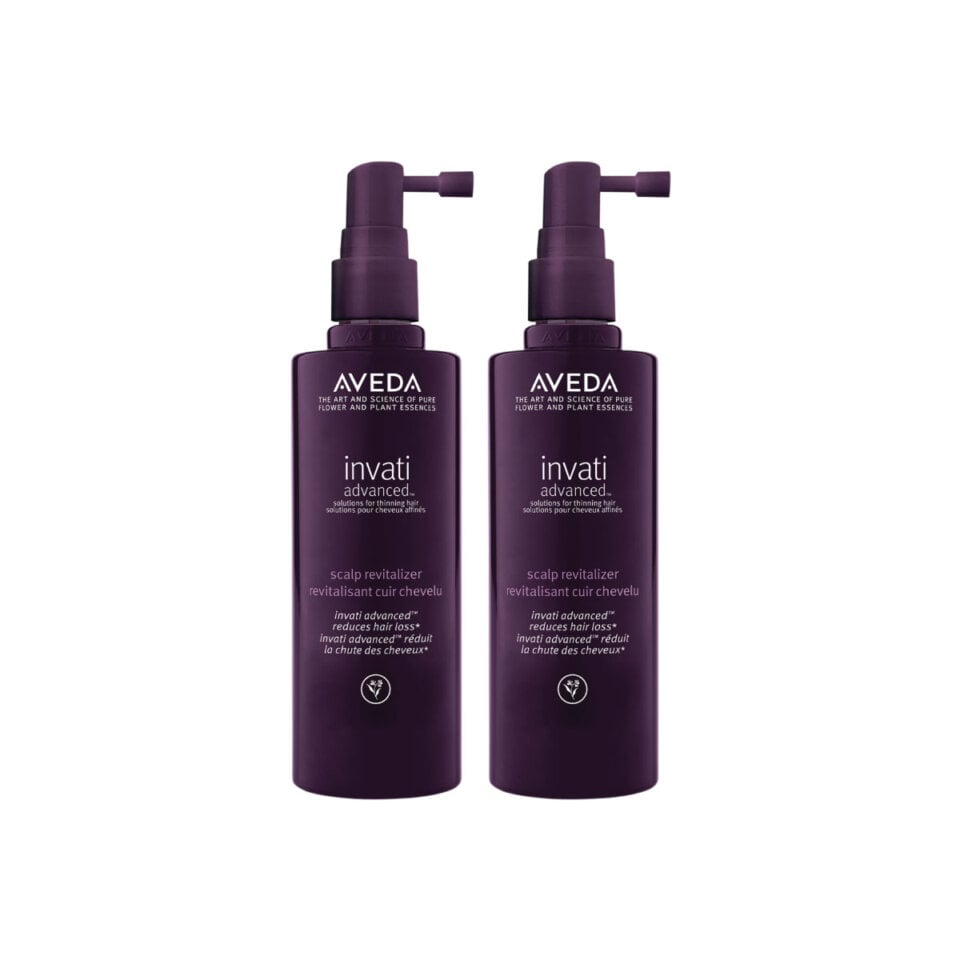 AVEDA
AVEDA
THE ART AND SCIENCE OF PURE
FLOWER AND PLANT ESSENCES
invati
advanced™
solutions for thinning hair
solutions pour cheveux affinés
scalp revitalizer
revitalisant cuir chevelu
invati advanced™
reduces hair loss*
invati advanced™ réduit
la chute des cheveux*
AVEDA
AVEDA
THE ART AND SCIENCE OF PURE
FLOWER AND PLANT ESSENCES
invati
advanced™
solutions for thinning hair
solutions pour cheveux affinés
scalp revitalizer
revitalisant cuir chevelu
invati advanced™
reduces hair loss*
invati advanced™ réduit
la chute des cheveux*